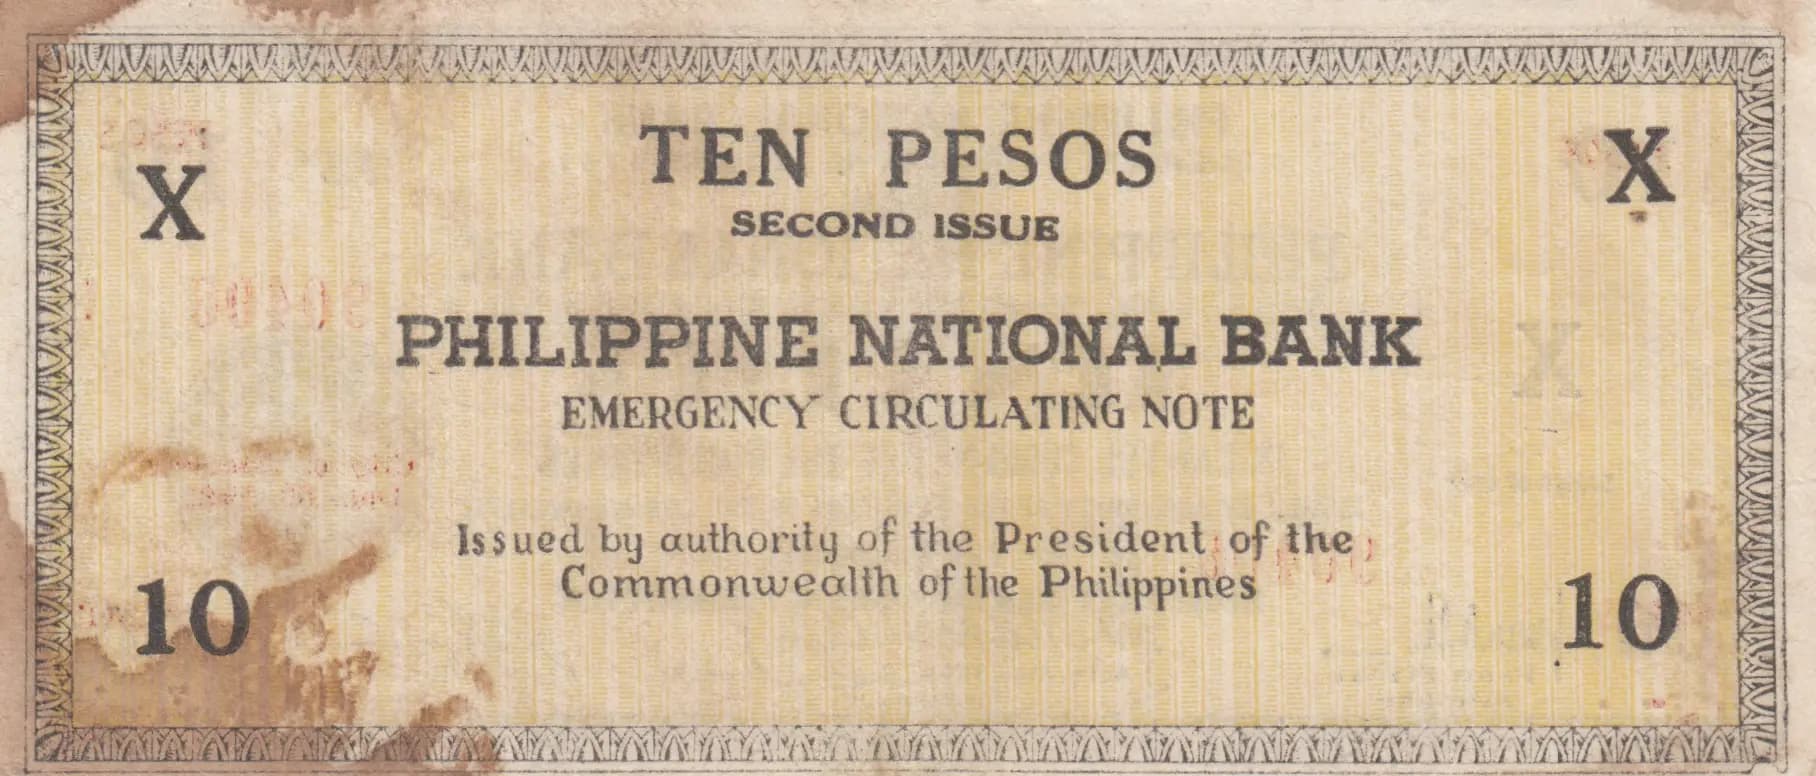 TEN PESOS
X X
SECOND ISSUE
PHILIPPINE NATIONAL BANK
EMERGENCY CIRCULATING NOTE
Issued by authority of the President of the
Commonwealth of the Philippines
10 10